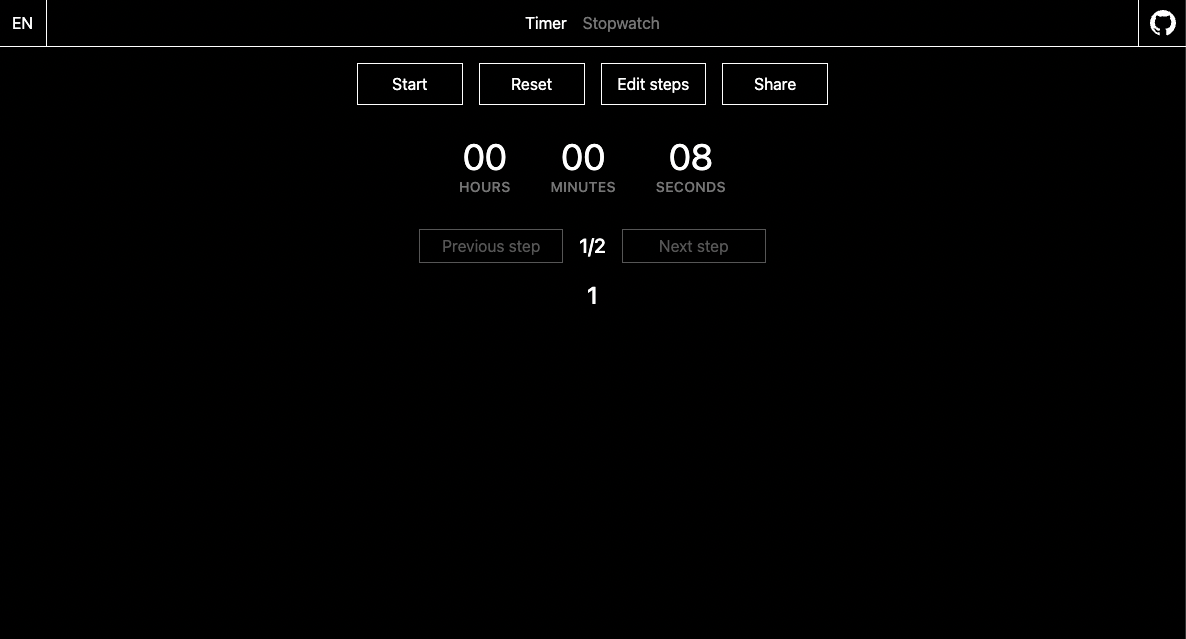 EN Timer Stopwatch
Start Reset Edit steps Share
00 00 08
HOURS MINUTES SECONDS
Previous step 1/2 Next step
1